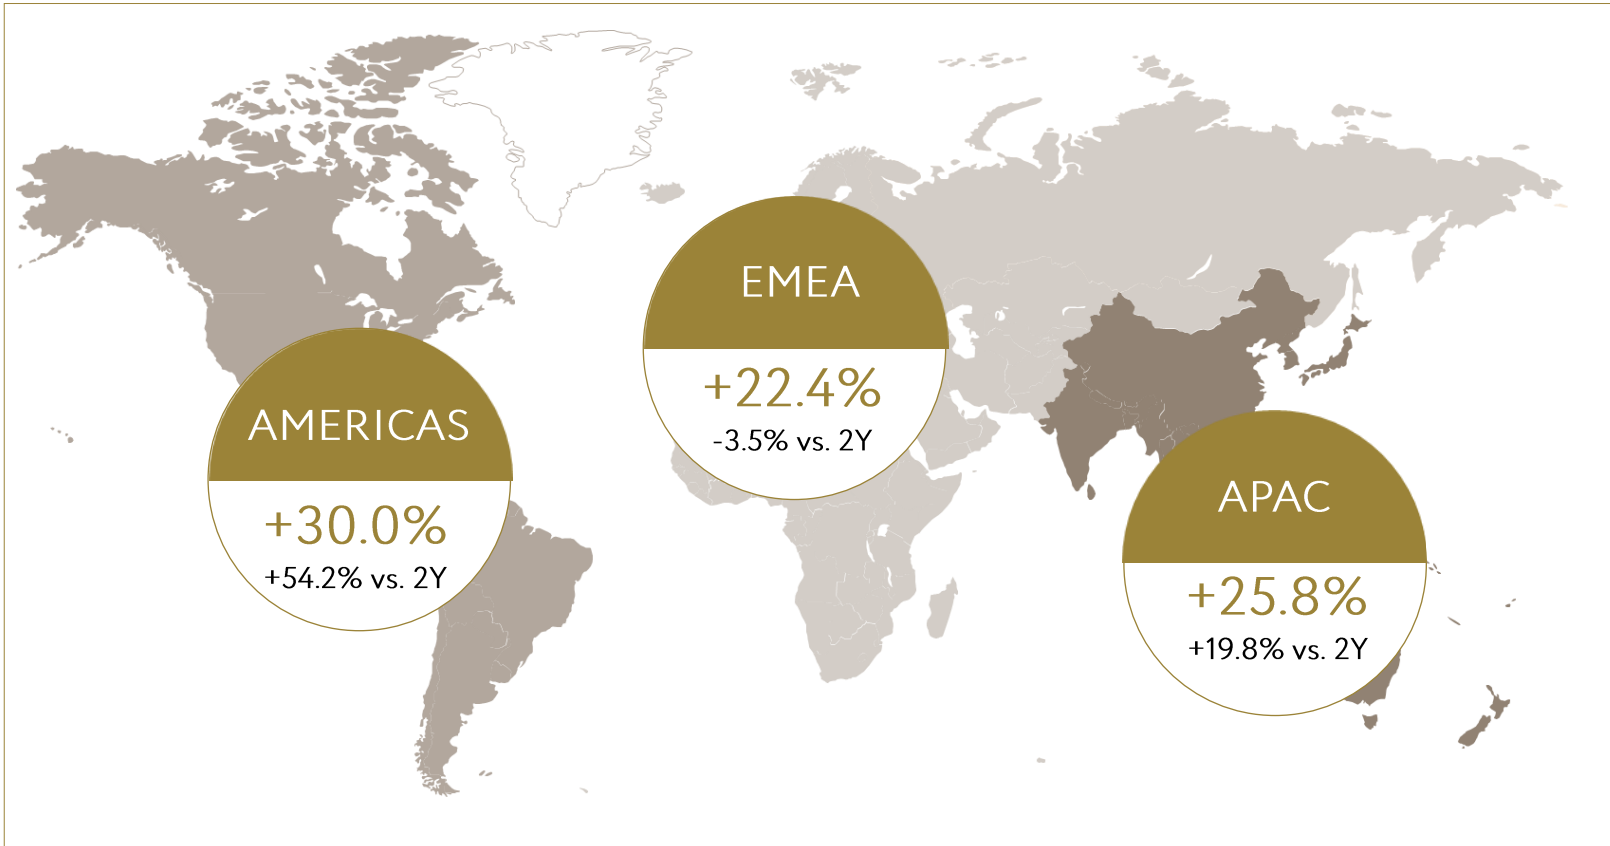 AMERICAS
+30.0%
+54.2% vs. 2Y
EMEA
+22.4%
-3.5% vs. 2Y
APAC
+25.8%
+19.8% vs. 2Y